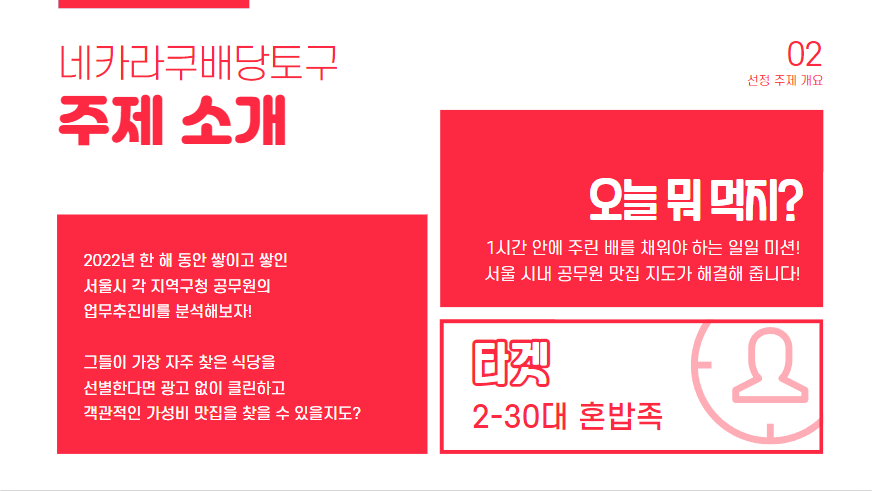 네카라쿠배당토구
주제 소개
02
선정 주제 개요
2022년 한 해 동안 쌓이고 쌓인
서울시 각 지역구청 공무원의
업무추진비를 분석해보자!
그들이 가장 자주 찾은 식당을
선별한다면 광고 없이 클린하고
객관적인 가성비 맛집을 찾을 수 있을지도?
오늘 뭐 먹지?
1시간 안에 주린 배를 채워야 하는 일일 미션!
서울 시내 공무원 맛집 지도가 해결해 줍니다!
타겟
2-30대 혼밥족